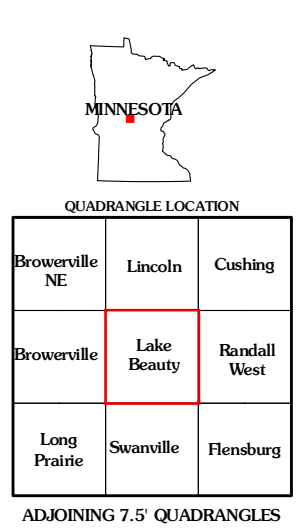 MINNESOTA
QUADRANGLE LOCATION
Browerville
NE
Lincoln
Cushing
Browerville
Lake
Beauty
Randall
West
Long
Prairie
Swanville
Flensburg
ADJOINING 7.5' QUADRANGLES